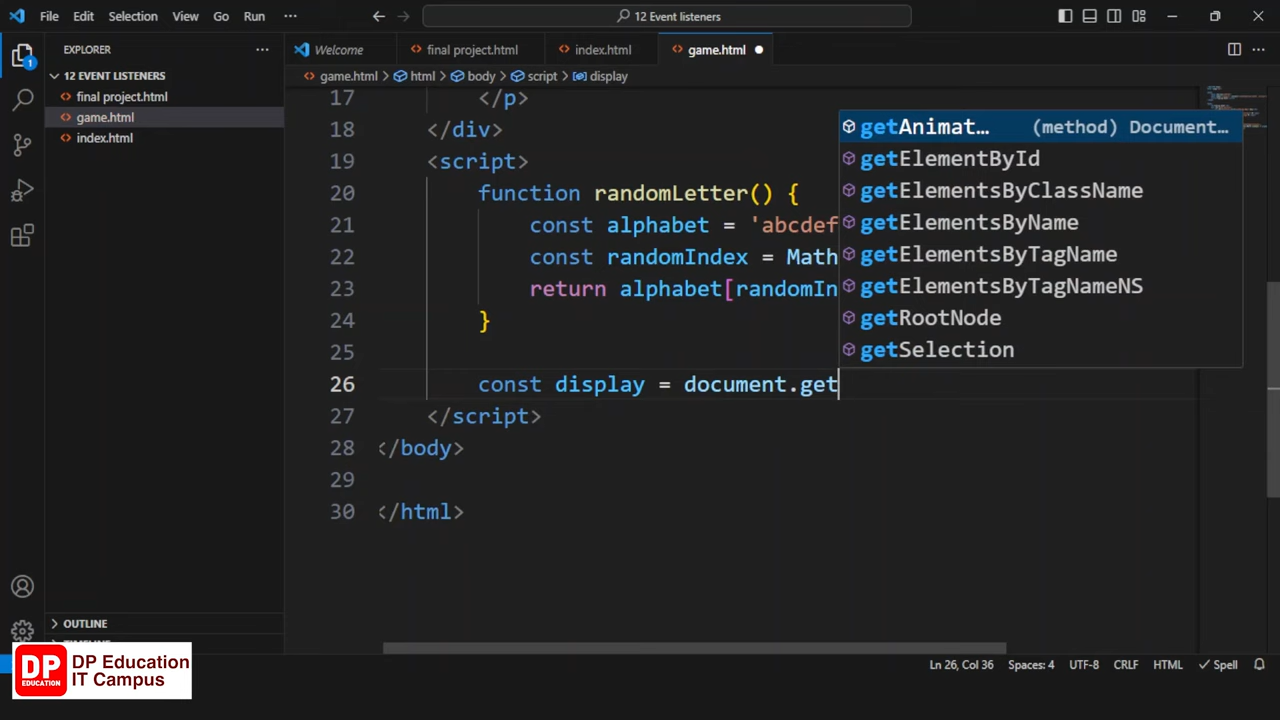 File Edit Selection View Go Run ··· 12 Event listeners
EXPLORER ··· Welcome final project.html index.html game.html
12 EVENT LISTENERS
game.html > html > body > script > display
final project.html
game.html
index.html
17 </p>
18 </div>
19 <script>
20 function randomLetter() {
21 const alphabet = 'abcdef
22 const randomIndex = Math
23 return alphabet[randomIn
24 }
25
26 const display = document.get
27 </script>
28 </body>
29
30 </html>
getAnimat… (method) Document…
getElementById
getElementsByClassName
getElementsByName
getElementsByTagName
getElementsByTagNameNS
getRootNode
getSelection
1
OUTLINE
DP EDUCATION
DP Education
IT Campus
Ln 26, Col 36 Spaces: 4 UTF-8 CRLF HTML Spell